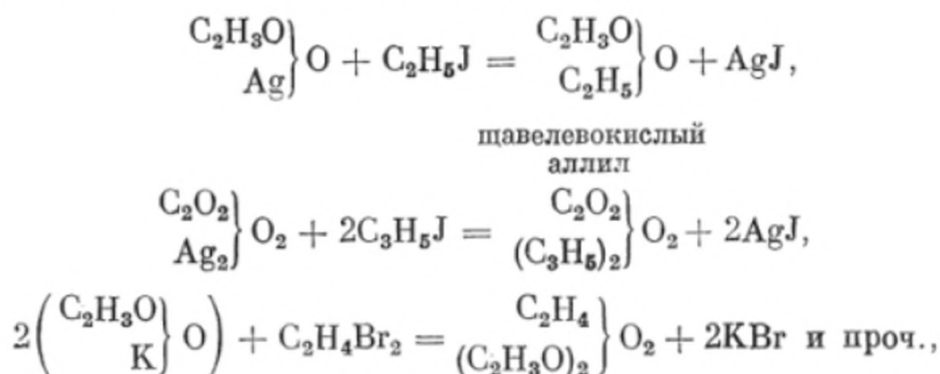 C₂H₃O} O + C₂H₅J = C₂H₃O} O + AgJ,
Ag} C₂H₅}
щавелевокислый
аллил
C₂O₂} O₂ + 2C₃H₅J = C₂O₂} O₂ + 2AgJ,
Ag₂} (C₃H₅)₂}
2(C₂H₃O} O) + C₂H₄Br₂ = C₂H₄} O₂ + 2KBr и проч.,
K} (C₂H₃O)₂}